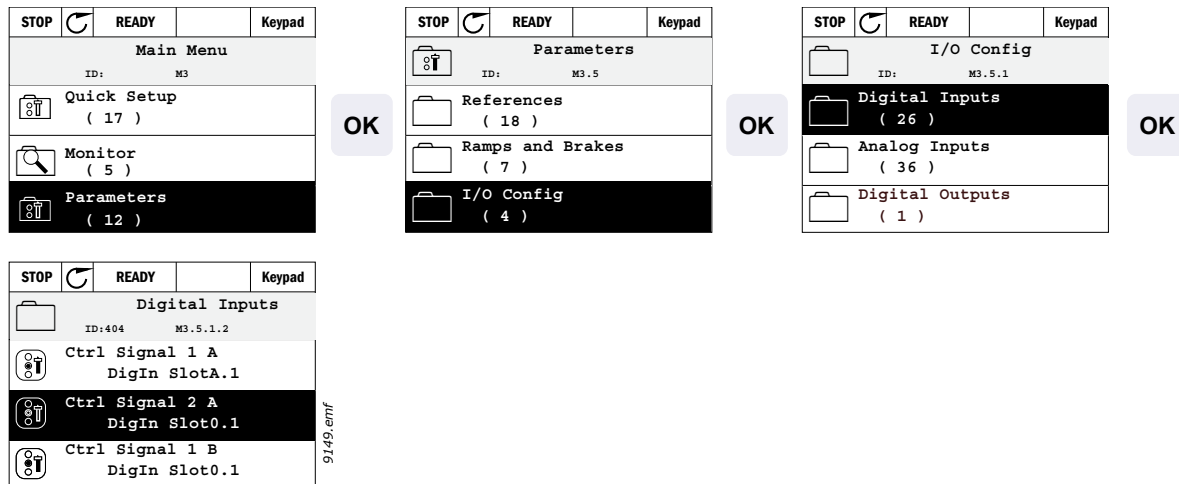 STOP READY Keypad
Main Menu
ID: M3
Quick Setup
( 17 )
Monitor
( 5 )
Parameters
( 12 )
OK
STOP READY Keypad
Parameters
ID: M3.5
References
( 18 )
Ramps and Brakes
( 7 )
I/O Config
( 4 )
OK
STOP READY Keypad
I/O Config
ID: M3.5.1
Digital Inputs
( 26 )
Analog Inputs
( 36 )
Digital Outputs
( 1 )
OK
STOP READY Keypad
Digital Inputs
ID:404 M3.5.1.2
Ctrl Signal 1 A
DigIn SlotA.1
Ctrl Signal 2 A
DigIn Slot0.1
Ctrl Signal 1 B
DigIn Slot0.1
9149.emf